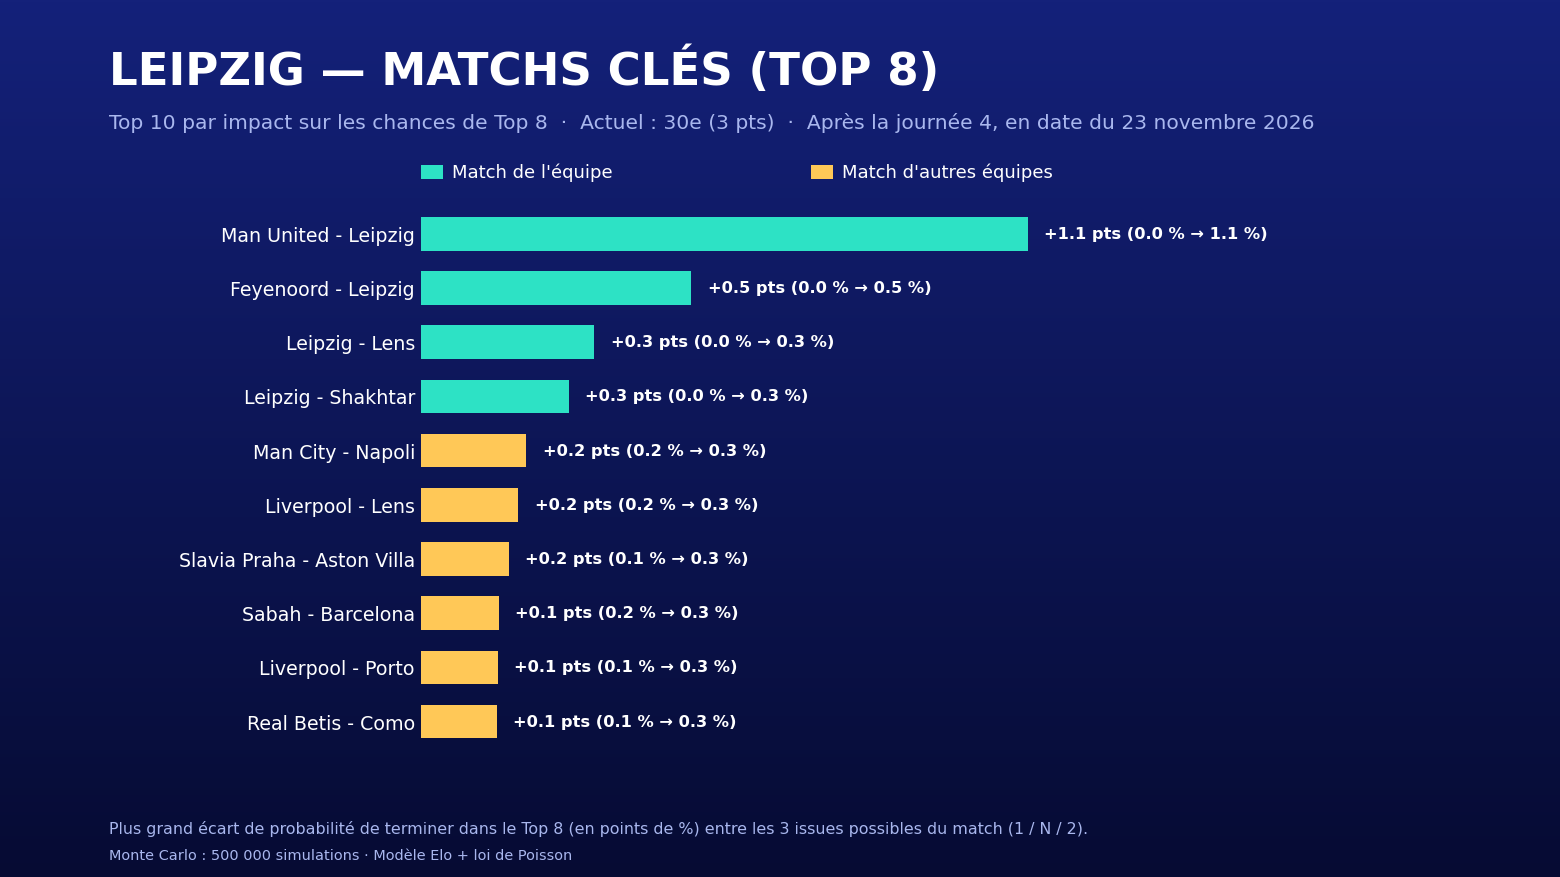 LEIPZIG — MATCHS CLÉS (TOP 8)
Top 10 par impact sur les chances de Top 8 · Actuel : 30e (3 pts) · Après la journée 4, en date du 23 novembre 2026
Match de l'équipe
Match d'autres équipes
Man United - Leipzig +1.1 pts (0.0 % → 1.1 %)
Feyenoord - Leipzig +0.5 pts (0.0 % → 0.5 %)
Leipzig - Lens +0.3 pts (0.0 % → 0.3 %)
Leipzig - Shakhtar +0.3 pts (0.0 % → 0.3 %)
Man City - Napoli +0.2 pts (0.2 % → 0.3 %)
Liverpool - Lens +0.2 pts (0.2 % → 0.3 %)
Slavia Praha - Aston Villa +0.2 pts (0.1 % → 0.3 %)
Sabah - Barcelona +0.1 pts (0.2 % → 0.3 %)
Liverpool - Porto +0.1 pts (0.1 % → 0.3 %)
Real Betis - Como +0.1 pts (0.1 % → 0.3 %)
Plus grand écart de probabilité de terminer dans le Top 8 (en points de %) entre les 3 issues possibles du match (1 / N / 2).
Monte Carlo : 500 000 simulations · Modèle Elo + loi de Poisson